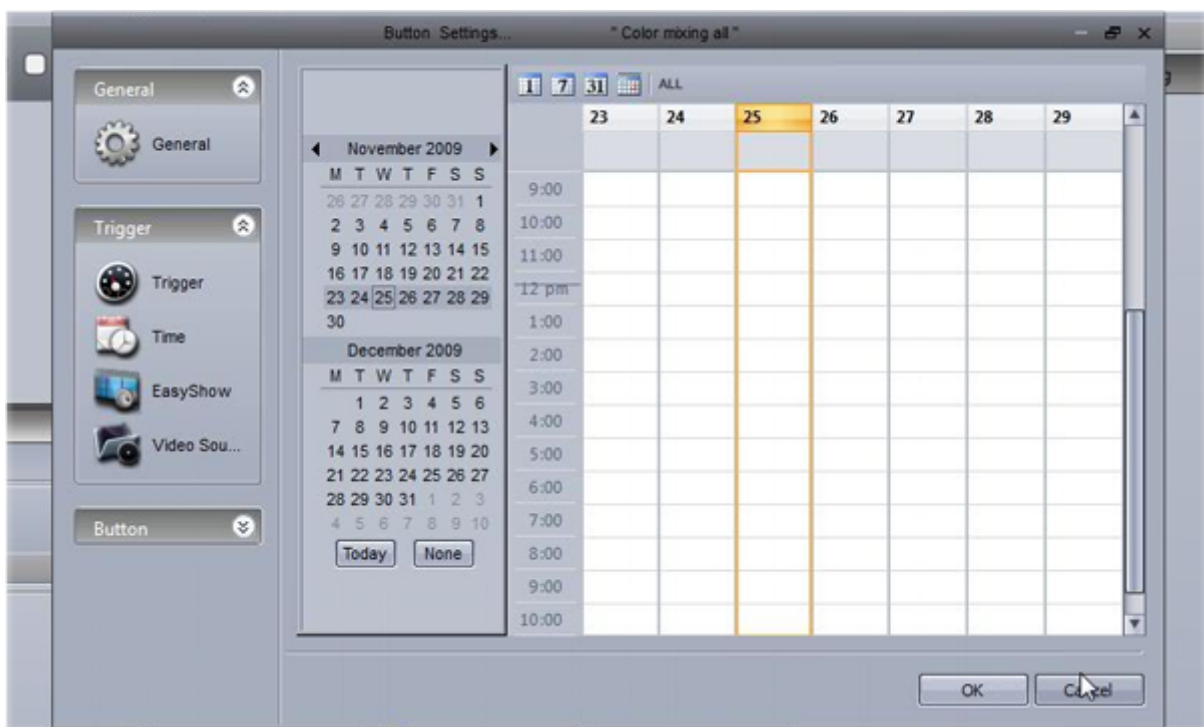 Button Settings... " Color mixing all "
General
General
Trigger
Trigger
Time
EasyShow
Video Sou...
Button
November 2009
M T W T F S S
26 27 28 29 30 31 1
2 3 4 5 6 7 8
9 10 11 12 13 14 15
16 17 18 19 20 21 22
23 24 25 26 27 28 29
30
December 2009
M T W T F S S
1 2 3 4 5 6
7 8 9 10 11 12 13
14 15 16 17 18 19 20
21 22 23 24 25 26 27
28 29 30 31 1 2 3
4 5 6 7 8 9 10
Today None
1 7 31 ALL
23 24 25 26 27 28 29
9:00
10:00
11:00
12 pm
1:00
2:00
3:00
4:00
5:00
6:00
7:00
8:00
9:00
10:00
OK Cancel